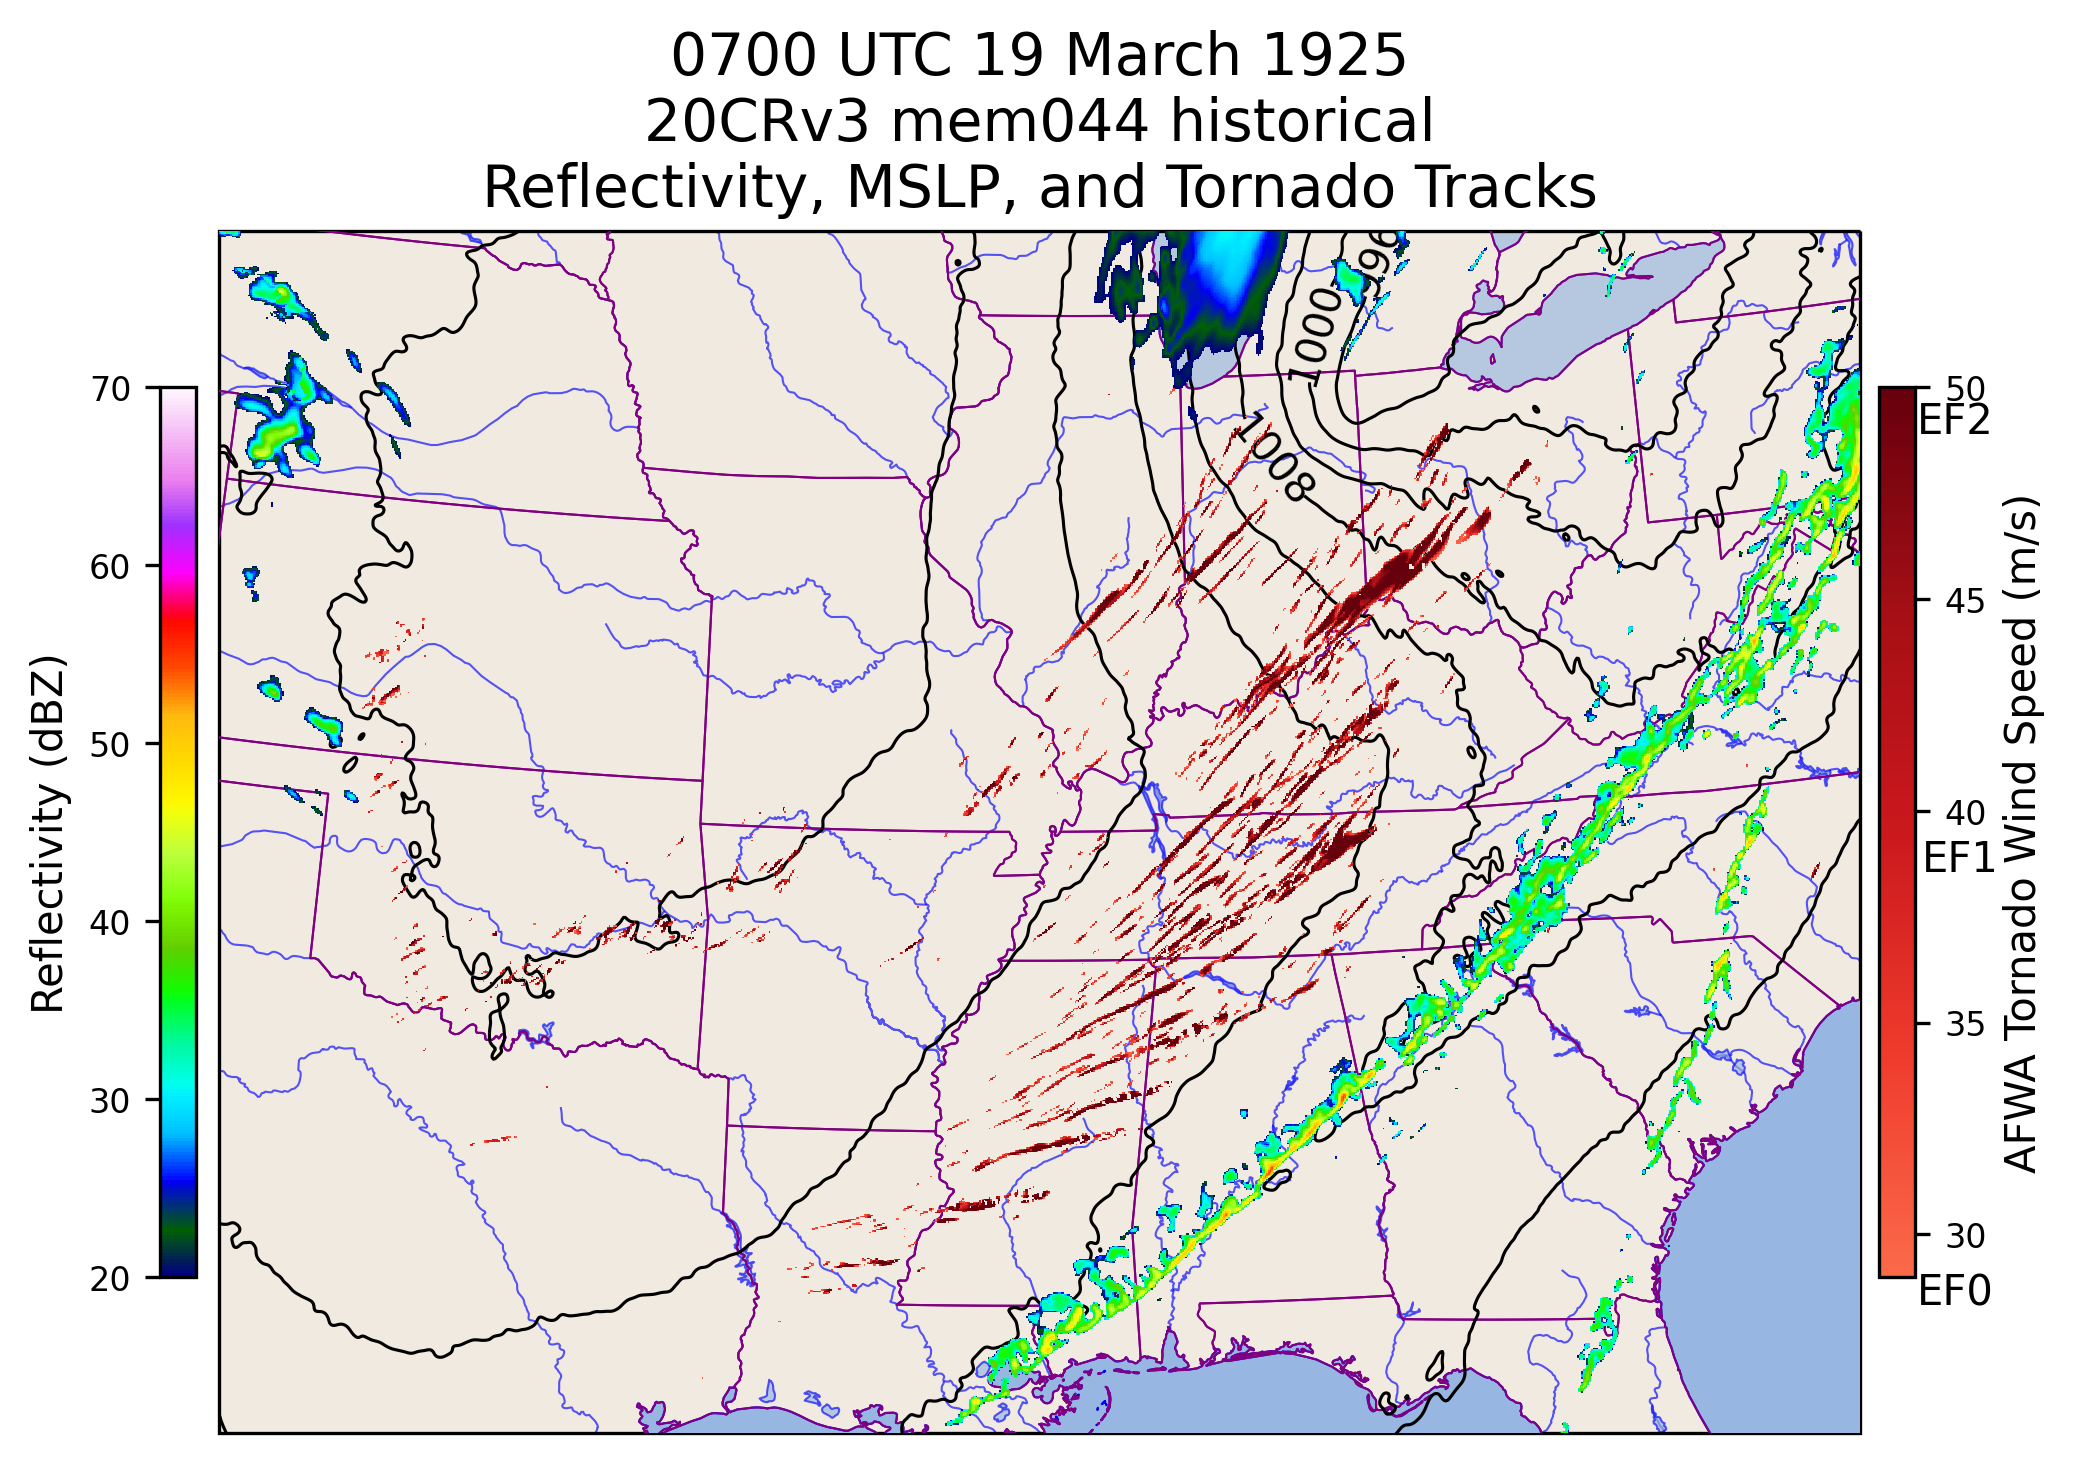 0700 UTC 19 March 1925
20CRv3 mem044 historical
Reflectivity, MSLP, and Tornado Tracks
996
1000
1008
70
60
50
40
30
20
Reflectivity (dBZ)
50
EF2
45
40
EF1
35
30
EF0
AFWA Tornado Wind Speed (m/s)